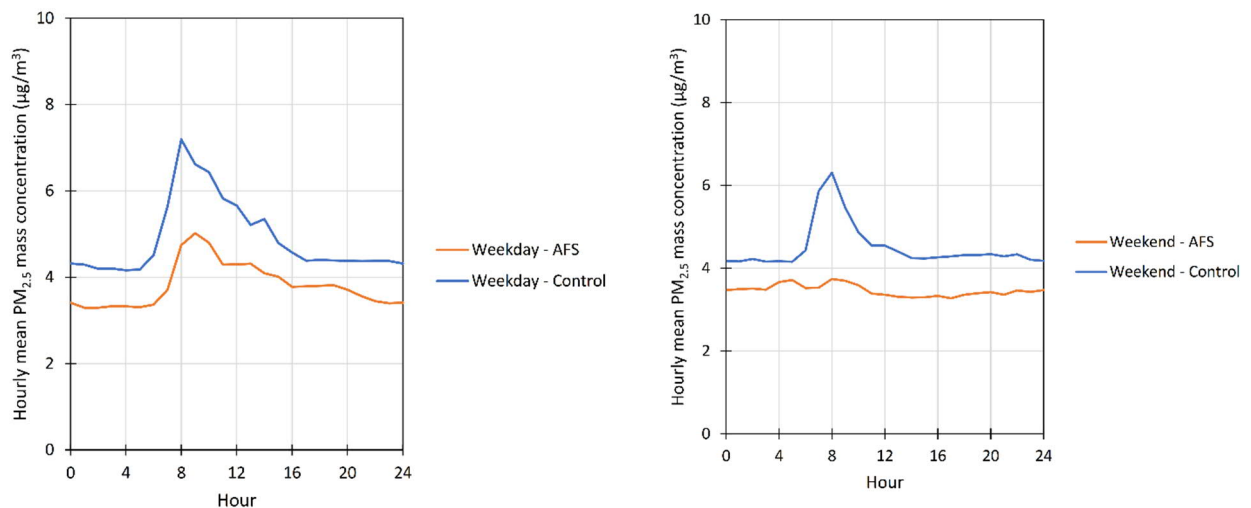 Hourly mean PM2.5 mass concentration (µg/m³)
10
8
6
4
2
0
0 4 8 12 16 20 24
Hour
Weekday - AFS
Weekday - Control
Hourly mean PM2.5 mass concentration (µg/m³)
10
8
6
4
2
0
0 4 8 12 16 20 24
Hour
Weekend - AFS
Weekend - Control